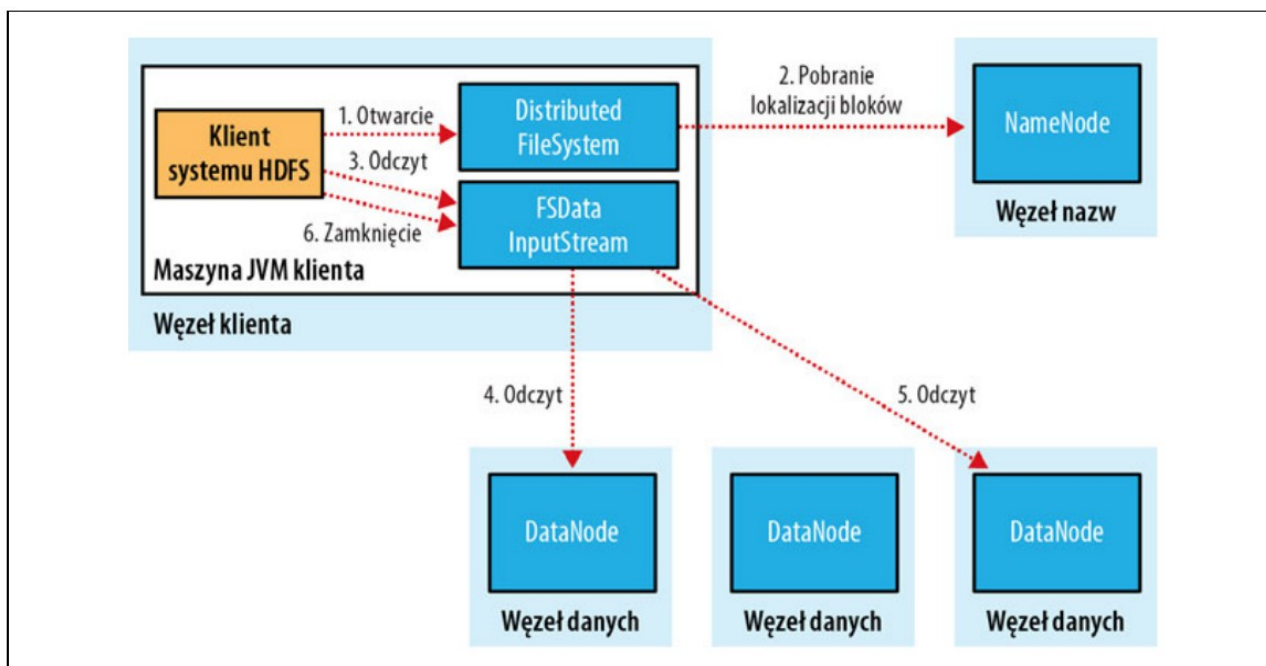 Klient
systemu HDFS
1. Otwarcie
3. Odczyt
6. Zamknięcie
Distributed
FileSystem
FSData
InputStream
Maszyna JVM klienta
Węzeł klienta
2. Pobranie
lokalizacji bloków
NameNode
Węzeł nazw
4. Odczyt
5. Odczyt
DataNode
Węzeł danych
DataNode
Węzeł danych
DataNode
Węzeł danych